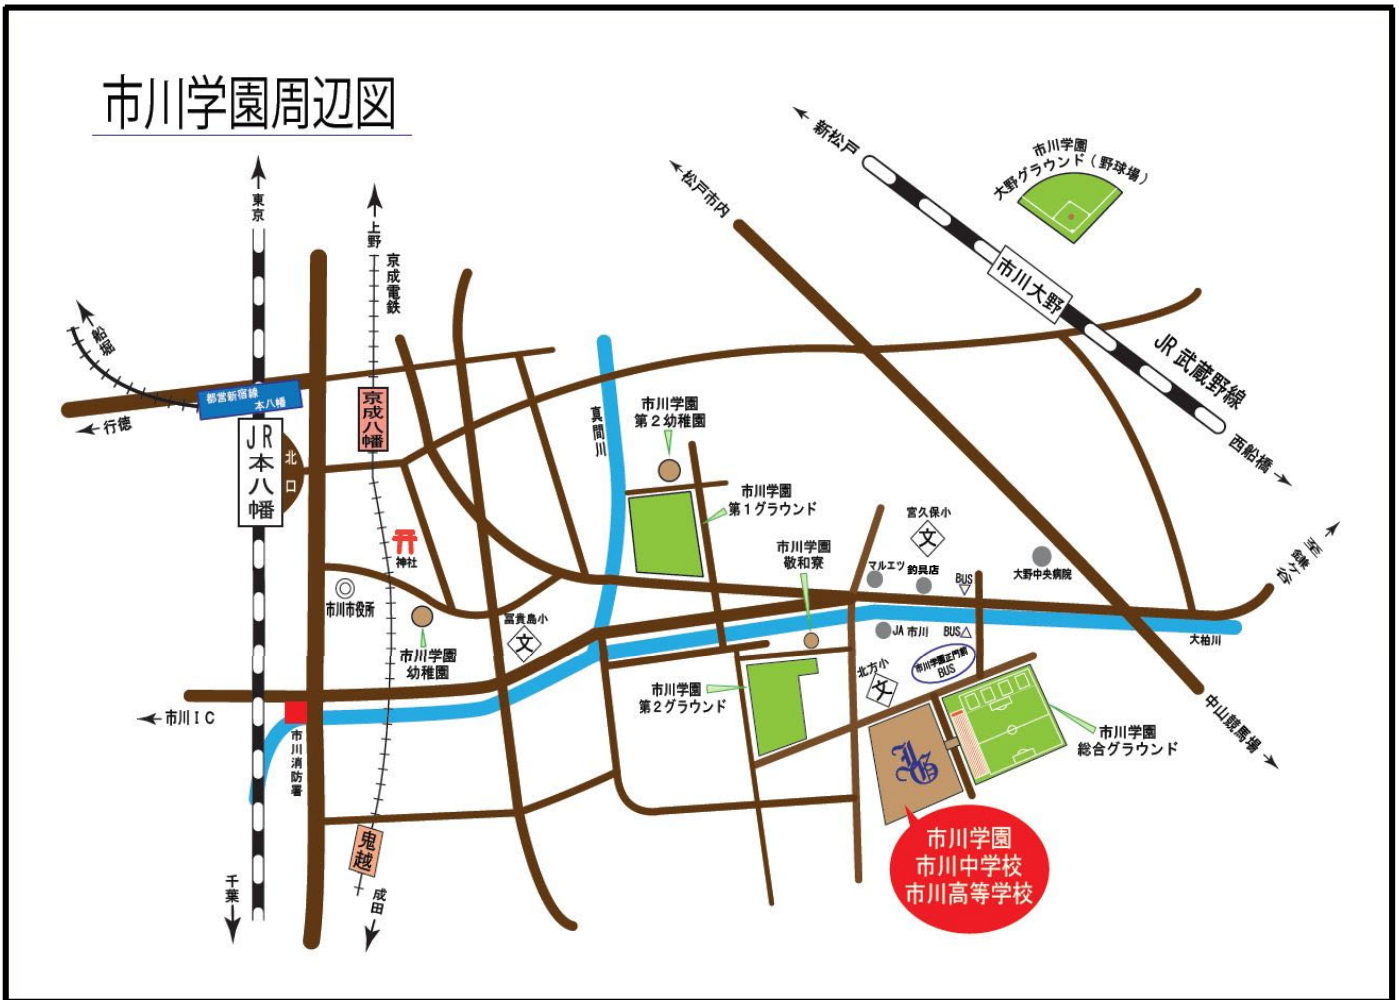 市川学園周辺図
東京
上野
京成電鉄
船堀
行徳
都営新宿線
本八幡
京成八幡
JR本八幡
北口
神社
市川市役所
市川学園
幼稚園
冨貴島小
文
市川IC
市川消防署
鬼越
千葉
成田
真間川
市川学園
第2幼稚園
市川学園
第1グラウンド
市川学園
敬和寮
市川学園
第2グラウンド
松戸市内
新松戸
市川学園
大野グラウンド(野球場)
市川大野
JR武蔵野線
西船橋
至鎌ヶ谷
宮久保小
文
マルエツ
釣具店
BUS
大野中央病院
JA市川
BUS
市川学園正門前
BUS
北方小
文
大柏川
中山競馬場
市川学園
総合グラウンド
市川学園
市川中学校
市川高等学校